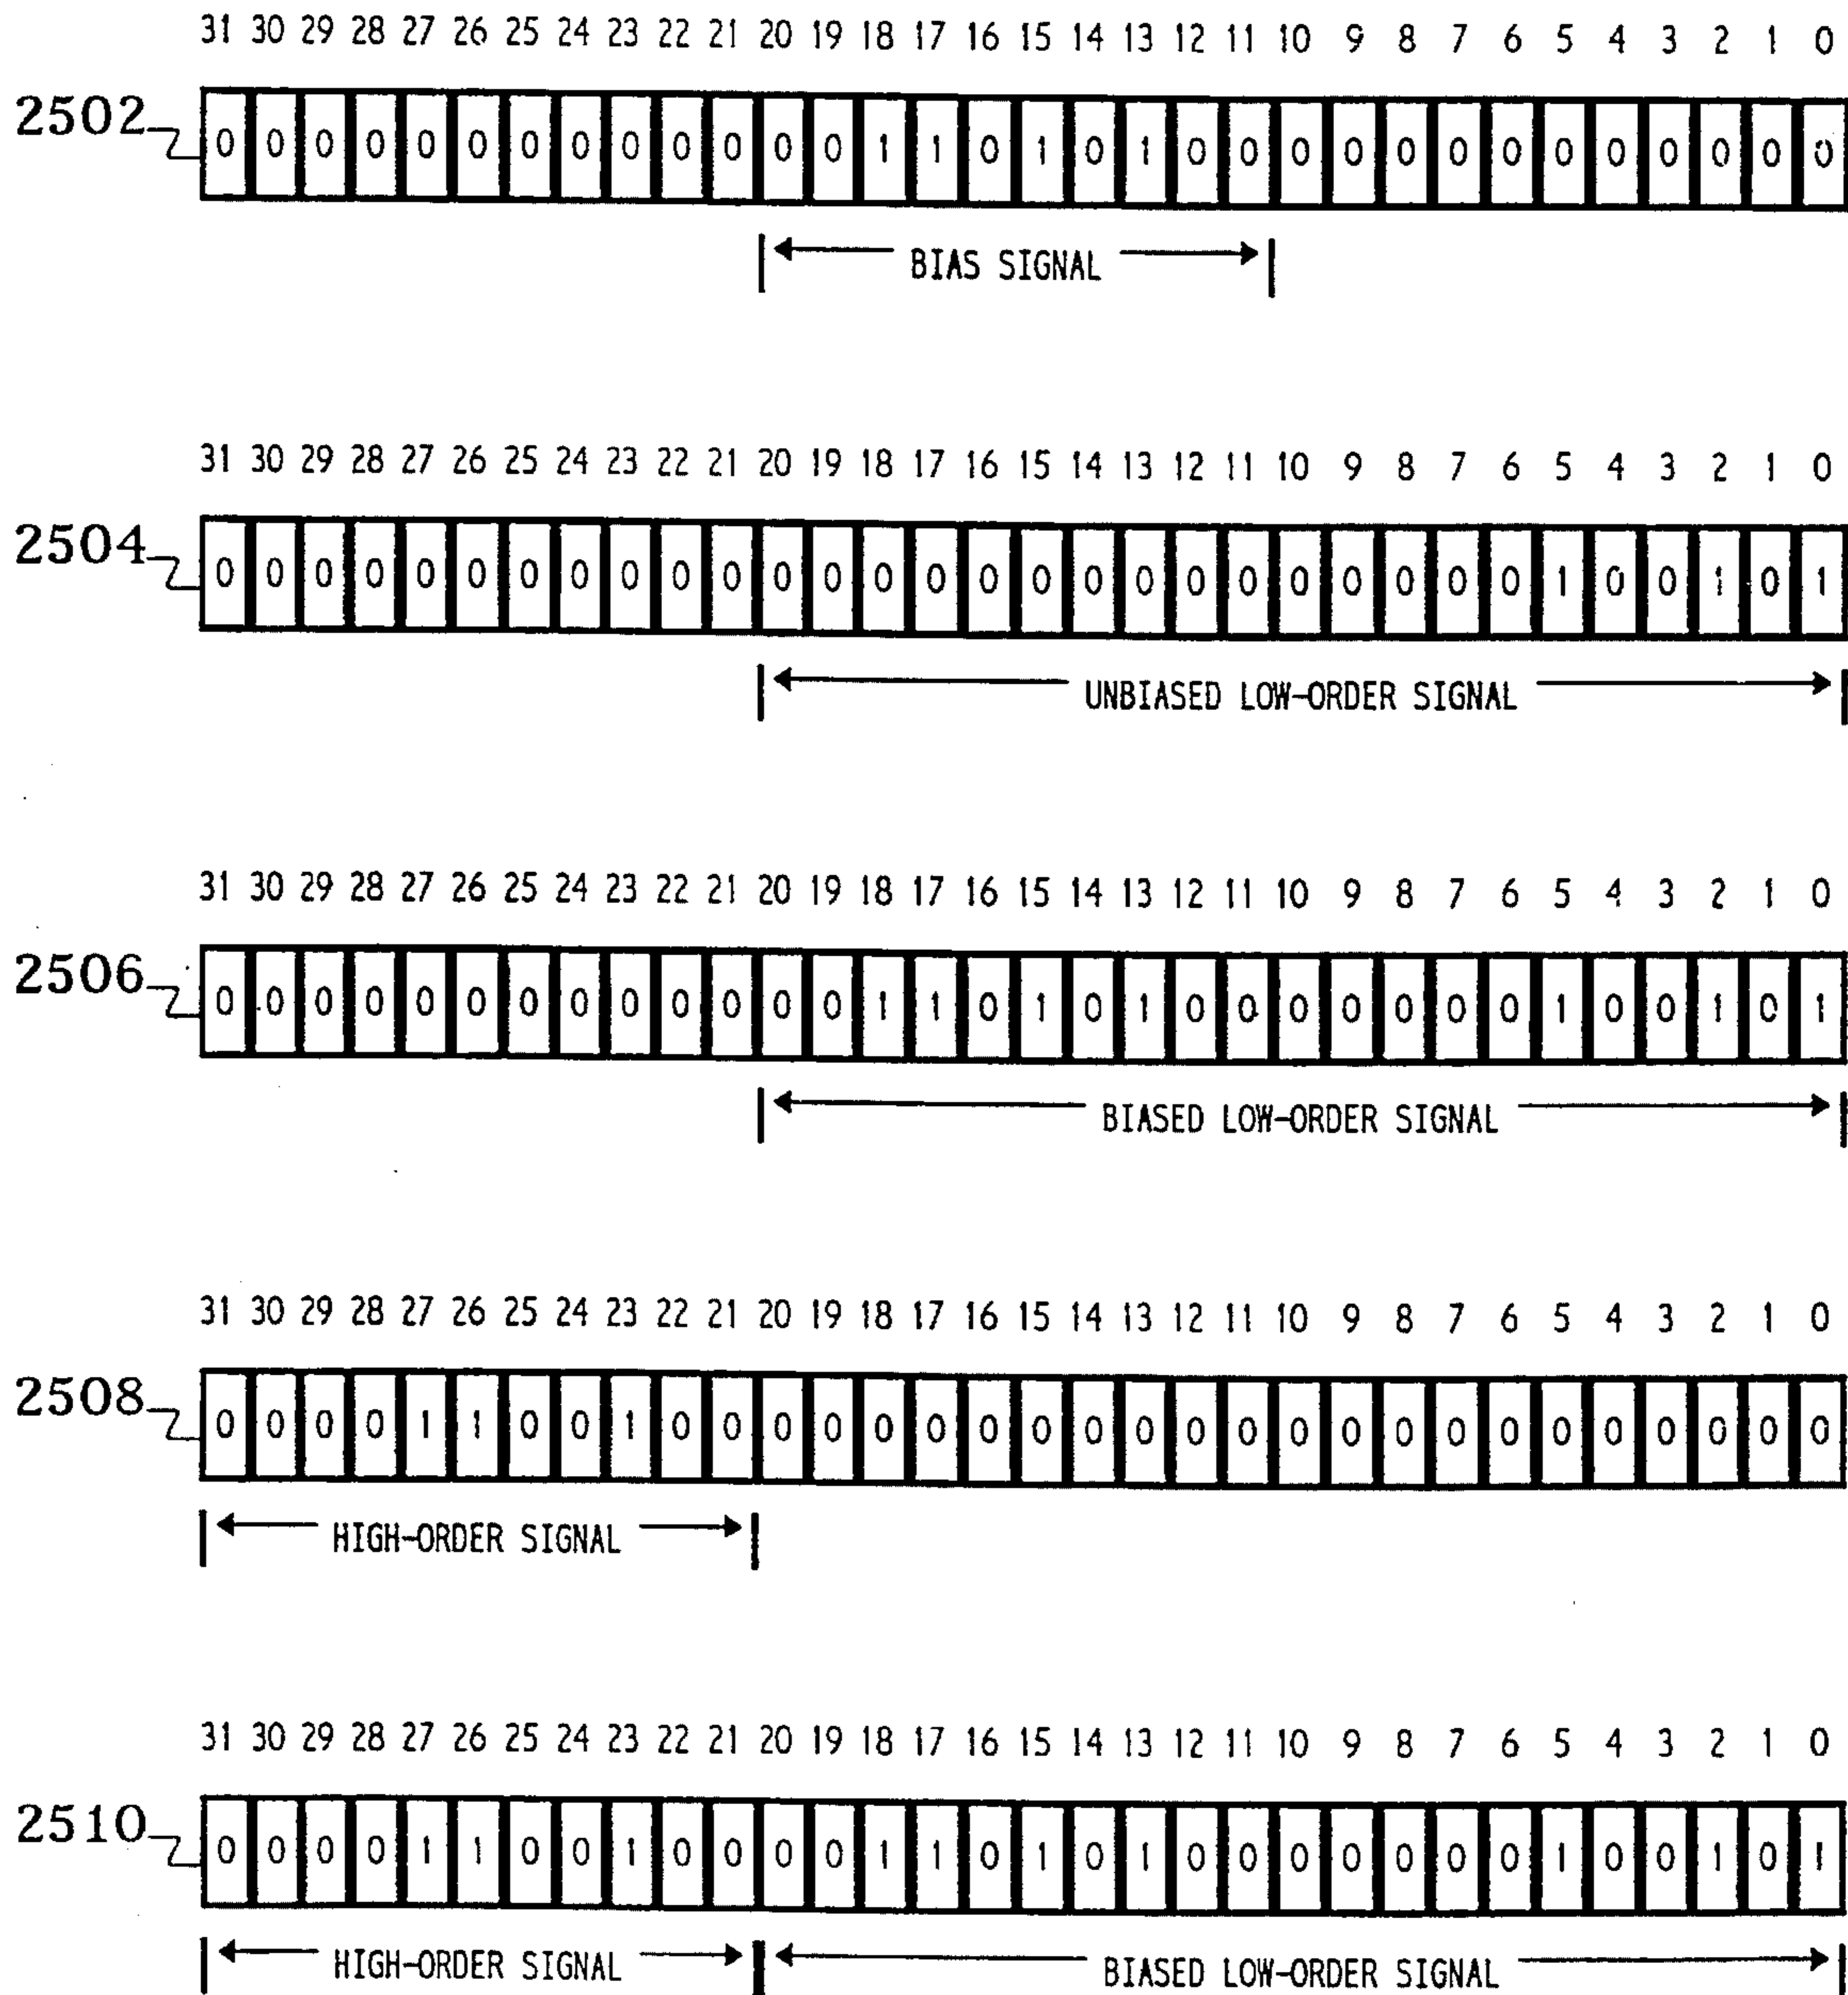 31 30 29 28 27 26 25 24 23 22 21 20 19 18 17 16 15 14 13 12 11 10 9 8 7 6 5 4 3 2 1 0
2502 0 0 0 0 0 0 0 0 0 0 0 0 0 1 1 0 1 0 1 0 0 0 0 0 0 0 0 0 0 0 0 0
BIAS SIGNAL
31 30 29 28 27 26 25 24 23 22 21 20 19 18 17 16 15 14 13 12 11 10 9 8 7 6 5 4 3 2 1 0
2504 0 0 0 0 0 0 0 0 0 0 0 0 0 0 0 0 0 0 0 0 0 0 0 0 0 0 1 0 0 1 0 1
UNBIASED LOW-ORDER SIGNAL
31 30 29 28 27 26 25 24 23 22 21 20 19 18 17 16 15 14 13 12 11 10 9 8 7 6 5 4 3 2 1 0
2506 0 0 0 0 0 0 0 0 0 0 0 0 0 1 1 0 1 0 1 0 0 0 0 0 0 0 1 0 0 1 0 1
BIASED LOW-ORDER SIGNAL
31 30 29 28 27 26 25 24 23 22 21 20 19 18 17 16 15 14 13 12 11 10 9 8 7 6 5 4 3 2 1 0
2508 0 0 0 0 1 1 0 0 1 0 0 0 0 0 0 0 0 0 0 0 0 0 0 0 0 0 0 0 0 0 0 0
HIGH-ORDER SIGNAL
31 30 29 28 27 26 25 24 23 22 21 20 19 18 17 16 15 14 13 12 11 10 9 8 7 6 5 4 3 2 1 0
2510 0 0 0 0 1 1 0 0 1 0 0 0 0 1 1 0 1 0 1 0 0 0 0 0 0 0 1 0 0 1 0 1
HIGH-ORDER SIGNAL BIASED LOW-ORDER SIGNAL